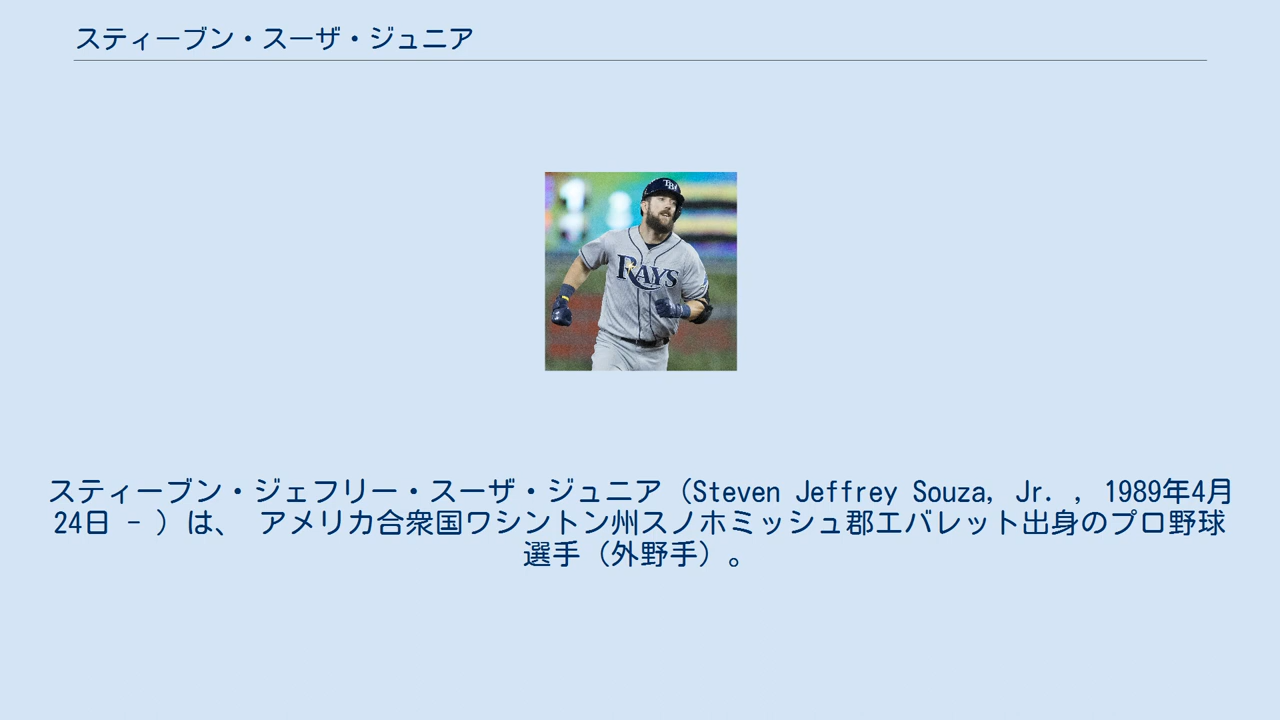 スティーブン・スーザ・ジュニア
TB
RAYS
スティーブン・ジェフリー・スーザ・ジュニア（Steven Jeffrey Souza, Jr. , 1989年4月
24日 - ）は、 アメリカ合衆国ワシントン州スノホミッシュ郡エバレット出身のプロ野球
選手（外野手）。